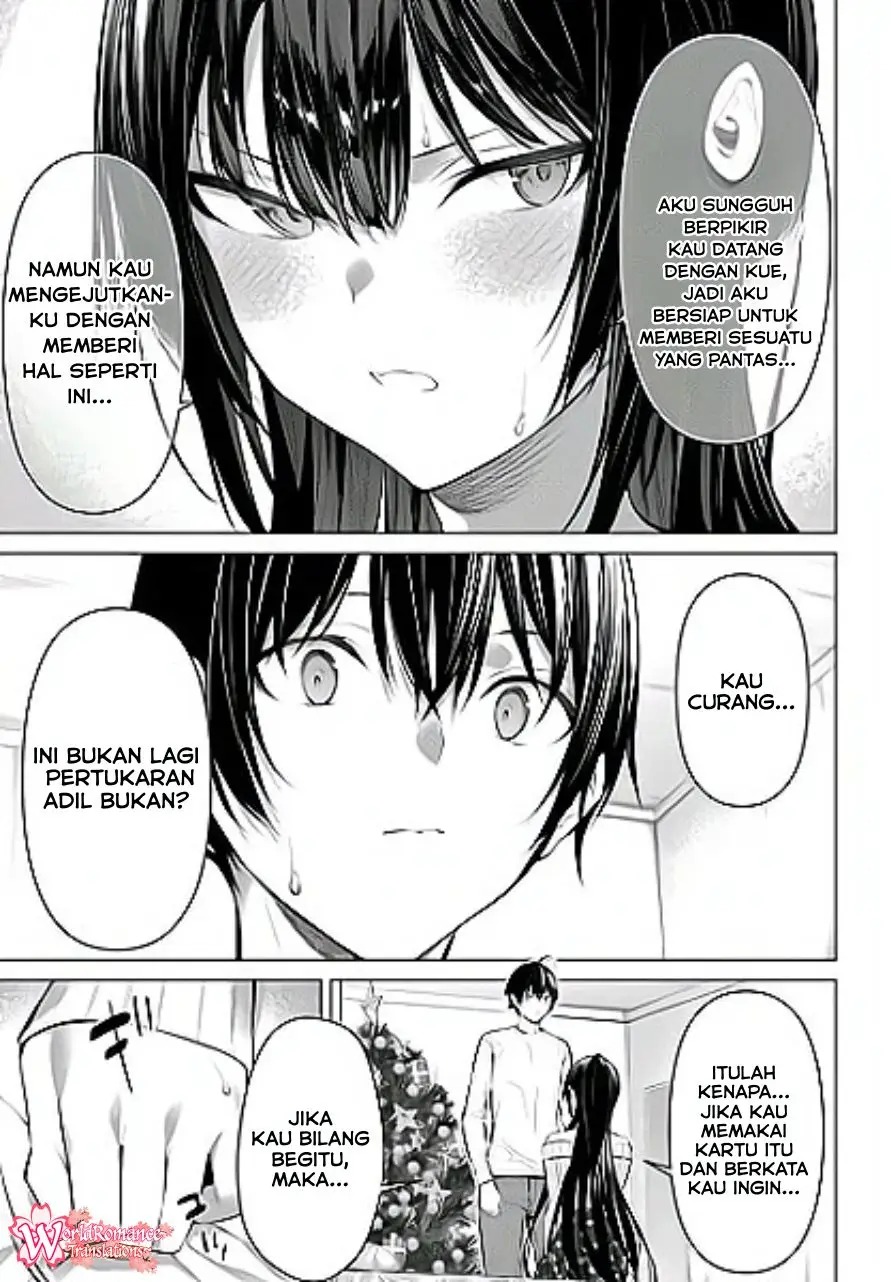 AKU SUNGGUH
BERPIKIR
KAU DATANG
DENGAN KUE,
JADI AKU
BERSIAP UNTUK
MEMBERI SESUATU
YANG PANTAS...
NAMUN KAU
MENGEJUTKAN-
KU DENGAN
MEMBERI
HAL SEPERTI
INI...
KAU
CURANG...
INI BUKAN LAGI
PERTUKARAN
ADIL BUKAN?
ITULAH
KENAPA...
JIKA KAU
MEMAKAI
KARTU ITU
DAN BERKATA
KAU INGIN...
JIKA
KAU BILANG
BEGITU,
MAKA...
WorldRomance
Translations